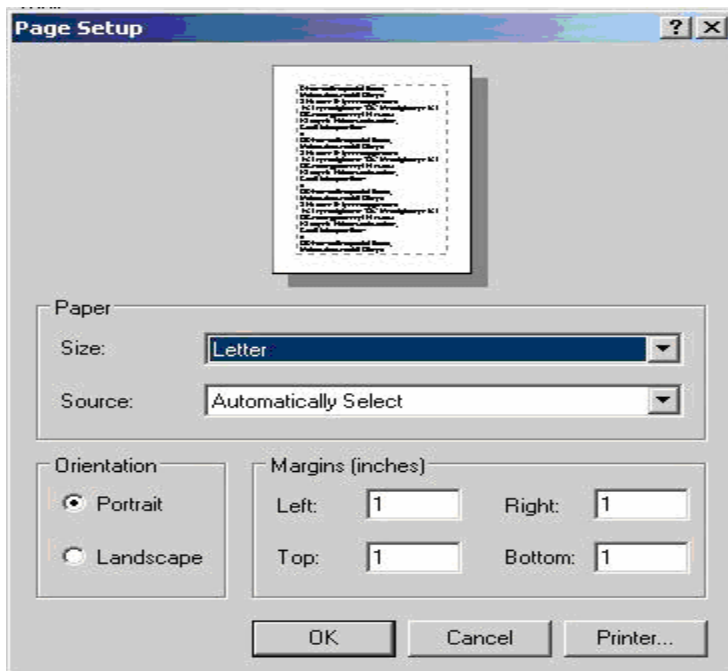 Page Setup
Paper
Size: Letter
Source: Automatically Select
Orientation
Portrait
Landscape
Margins (inches)
Left: 1 Right: 1
Top: 1 Bottom: 1
OK Cancel Printer...